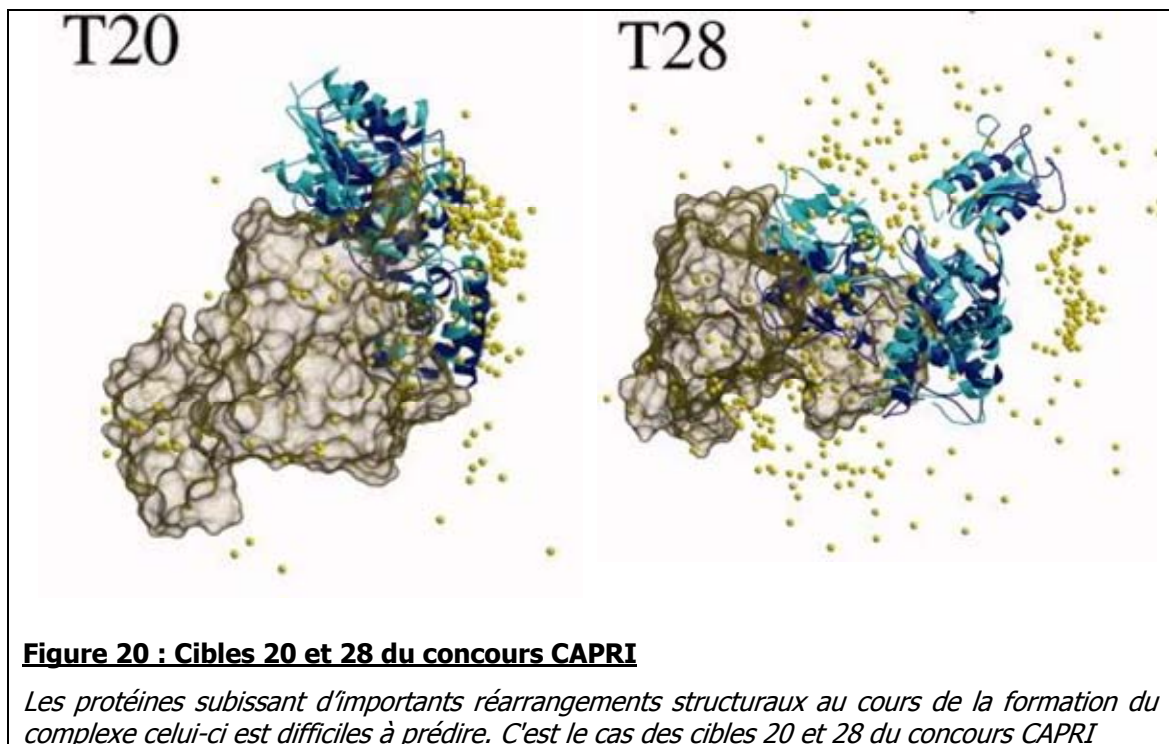 T20 T28
Figure 20 : Cibles 20 et 28 du concours CAPRI
Les protéines subissant d'importants réarrangements structuraux au cours de la formation du
complexe celui-ci est difficiles à prédire. C'est le cas des cibles 20 et 28 du concours CAPRI